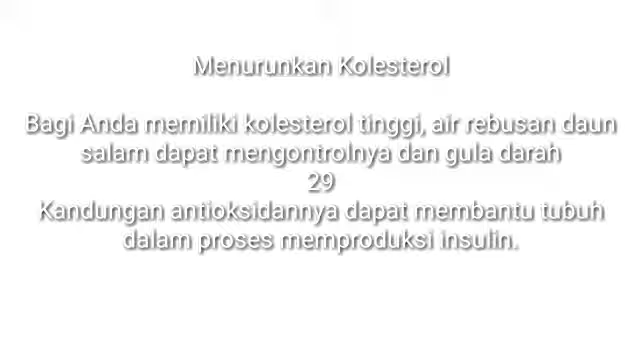 Menurunkan Kolesterol
Bagi Anda memiliki kolesterol tinggi, air rebusan daun
salam dapat mengontrolnya dan gula darah
29
Kandungan antioksidannya dapat membantu tubuh
dalam proses memproduksi insulin.